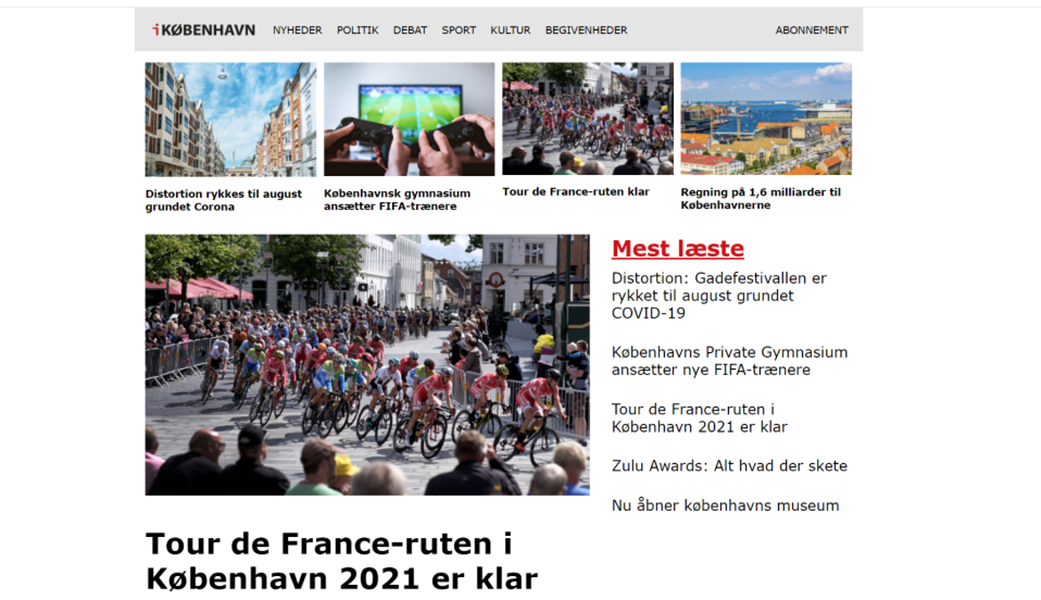 iKØBENHAVN NYHEDER POLITIK DEBAT SPORT KULTUR BEGIVENHEDER ABONNEMENT
Distortion rykkes til august
grundet Corona
Københavnsk gymnasium
ansætter FIFA-trænere
Tour de France-ruten klar
Regning på 1,6 milliarder til
Københavnerne
Mest læste
Distortion: Gadefestivallen er
rykket til august grundet
COVID-19
Københavns Private Gymnasium
ansætter nye FIFA-trænere
Tour de France-ruten i
København 2021 er klar
Zulu Awards: Alt hvad der skete
Nu åbner københavns museum
Tour de France-ruten i
København 2021 er klar